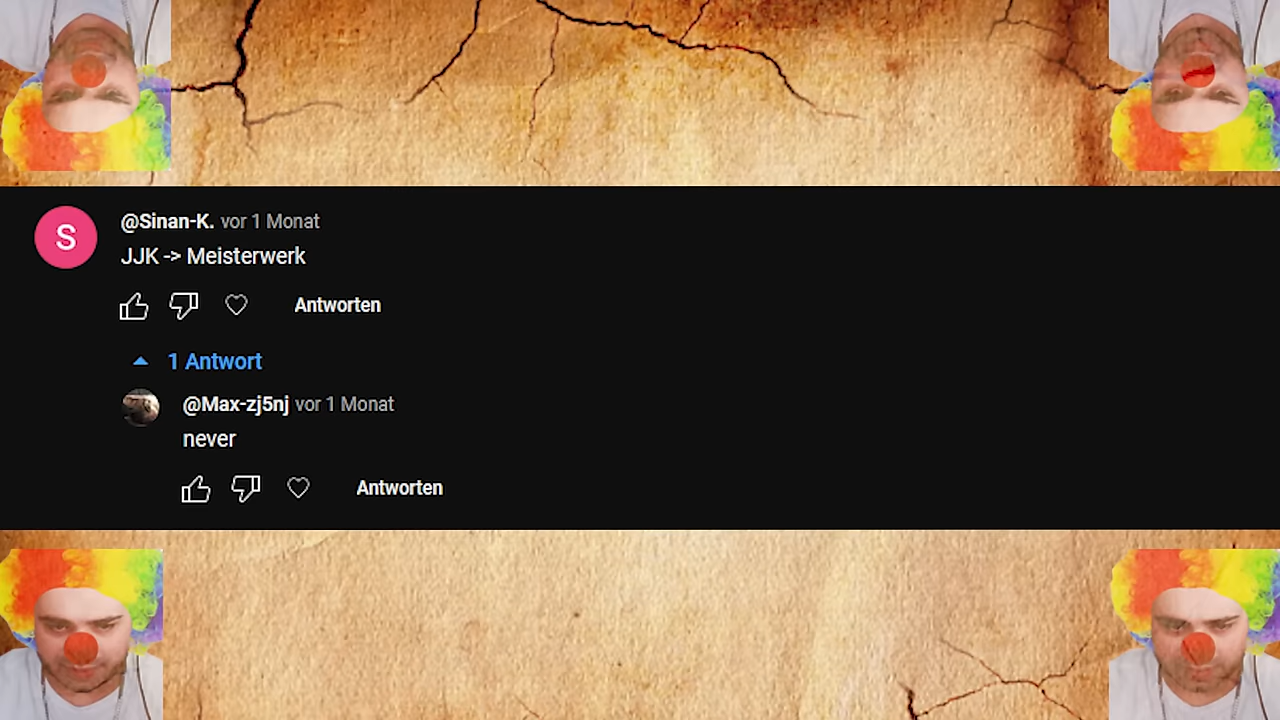 S
@Sinan-K. vor 1 Monat
JJK -> Meisterwerk
Antworten
1 Antwort
@Max-zj5nj vor 1 Monat
never
Antworten